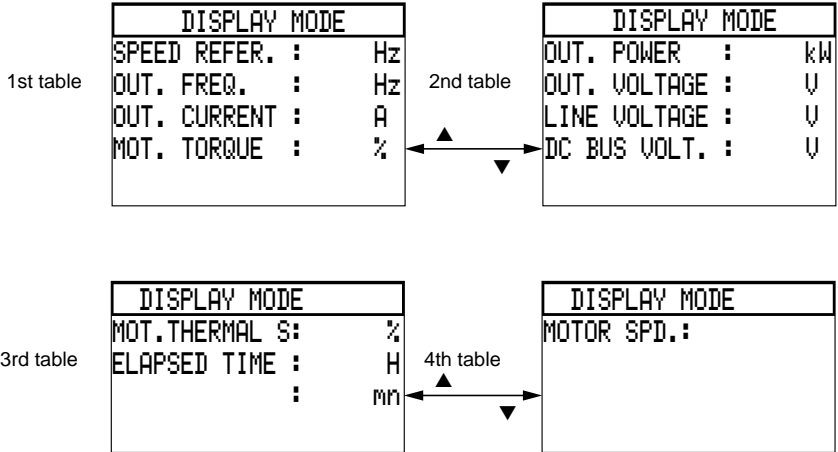 1st table
DISPLAY MODE
SPEED REFER. : Hz
OUT. FREQ. : Hz
OUT. CURRENT : A
MOT. TORQUE : %
2nd table
DISPLAY MODE
OUT. POWER : kW
OUT. VOLTAGE : V
LINE VOLTAGE : V
DC BUS VOLT. : V
3rd table
DISPLAY MODE
MOT.THERMAL S: %
ELAPSED TIME : H
: mn
4th table
DISPLAY MODE
MOTOR SPD.: